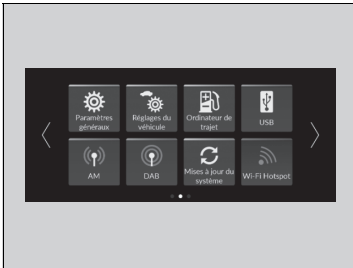 Paramètres
généraux
Réglages du
véhicule
Ordinateur de
trajet
USB
AM
DAB
Mises à jour du
système
Wi-Fi Hotspot